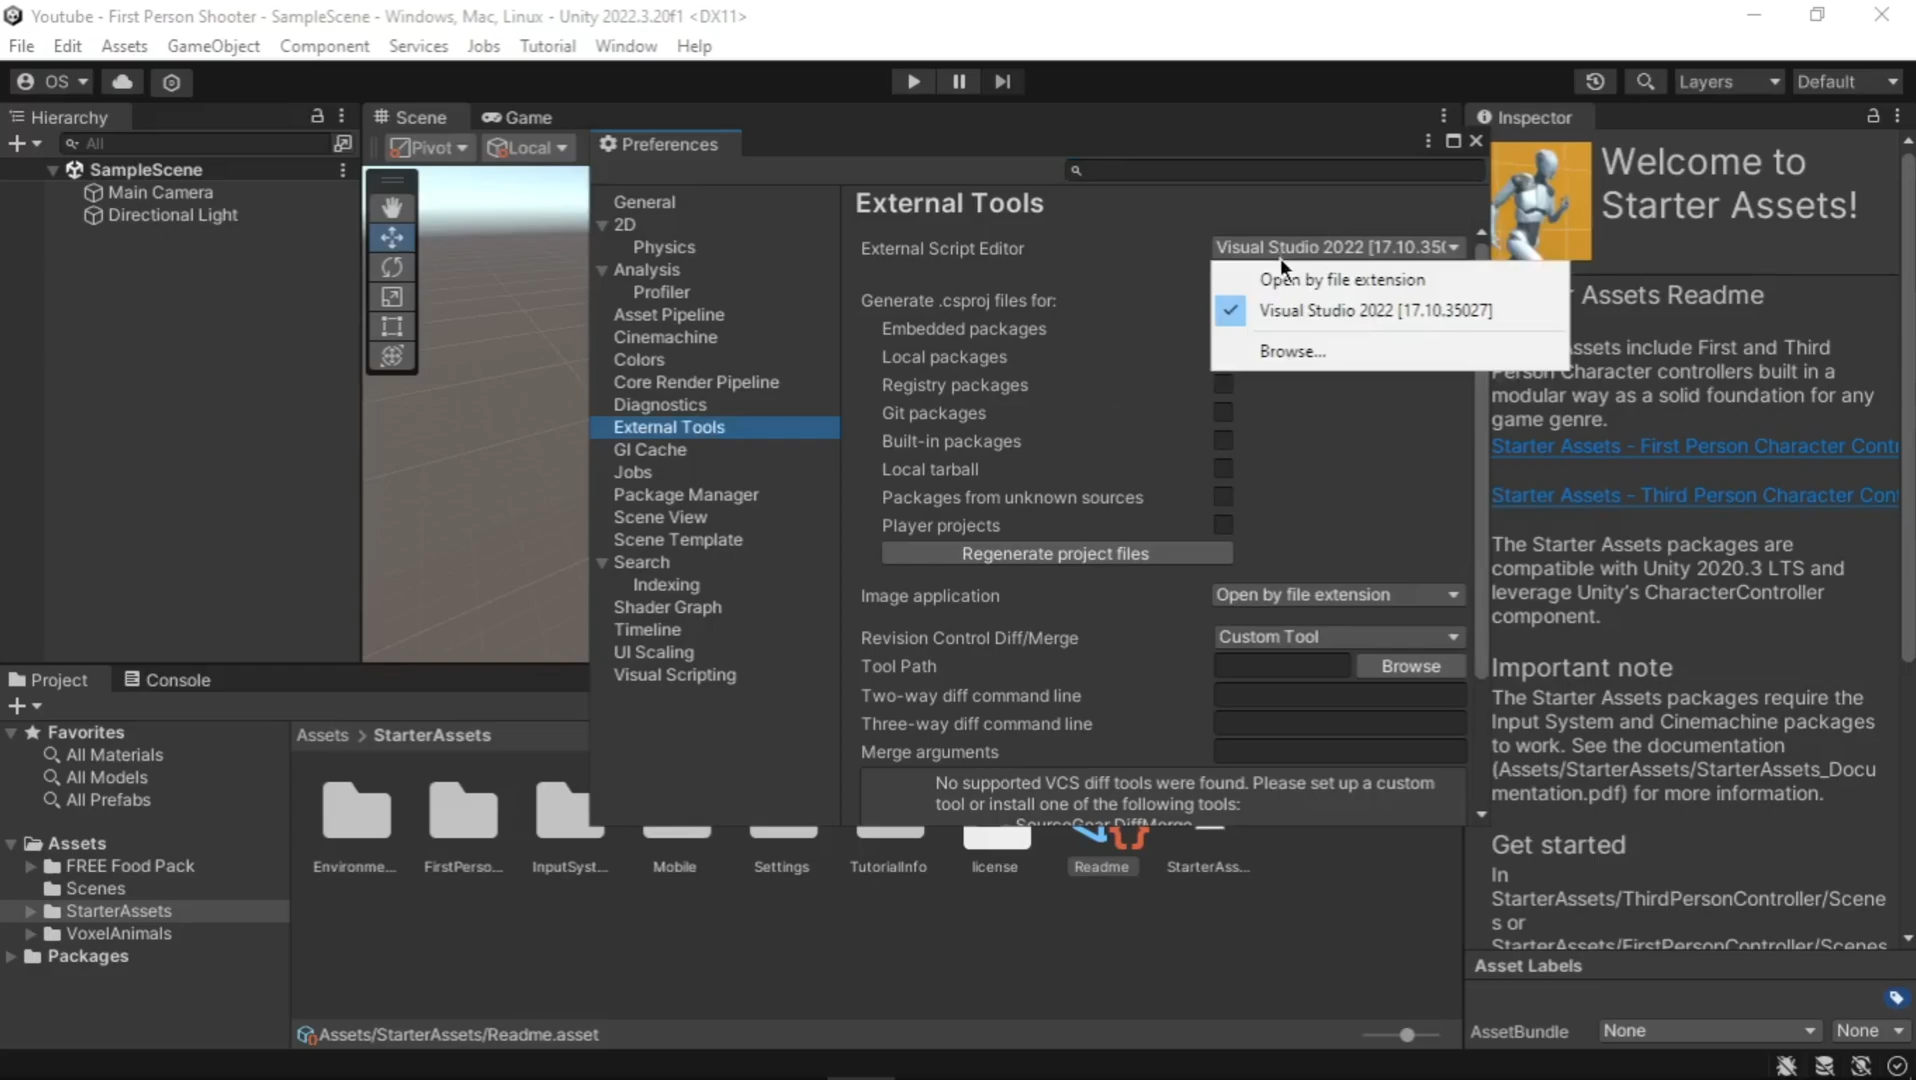 Youtube - First Person Shooter - SampleScene - Windows, Mac, Linux - Unity 2022.3.20f1 <DX11>
File Edit Assets GameObject Component Services Jobs Tutorial Window Help
OS
Layers
Default
Hierarchy
All
SampleScene
Main Camera
Directional Light
Scene
Game
Pivot
Local
Preferences
General
2D
Physics
Analysis
Profiler
Asset Pipeline
Cinemachine
Colors
Core Render Pipeline
Diagnostics
External Tools
GI Cache
Jobs
Package Manager
Scene View
Scene Template
Search
Indexing
Shader Graph
Timeline
UI Scaling
Visual Scripting
External Tools
External Script Editor
Visual Studio 2022 [17.10.35(
Open by file extension
Visual Studio 2022 [17.10.35027]
Browse...
Generate .csproj files for:
Embedded packages
Local packages
Registry packages
Git packages
Built-in packages
Local tarball
Packages from unknown sources
Player projects
Regenerate project files
Image application
Open by file extension
Revision Control Diff/Merge
Custom Tool
Tool Path
Browse
Two-way diff command line
Three-way diff command line
Merge arguments
No supported VCS diff tools were found. Please set up a custom
tool or install one of the following tools:
SourceGear DiffMerge
Inspector
Welcome to
Starter Assets!
Assets Readme
ssets include First and Third
Person Character controllers built in a
modular way as a solid foundation for any
game genre.
Starter Assets - First Person Character Cont
Starter Assets - Third Person Character Con
The Starter Assets packages are
compatible with Unity 2020.3 LTS and
leverage Unity's CharacterController
component.
Important note
The Starter Assets packages require the
Input System and Cinemachine packages
to work. See the documentation
(Assets/StarterAssets/StarterAssets_Docu
mentation.pdf) for more information.
Get started
In
StarterAssets/ThirdPersonController/Scene
s or
StarterAssets/FirstPersonController/Scenes
Asset Labels
AssetBundle
None
None
Project
Console
Favorites
All Materials
All Models
All Prefabs
Assets
FREE Food Pack
Scenes
StarterAssets
VoxelAnimals
Packages
Assets > StarterAssets
Environme...
FirstPerso...
InputSyst...
Mobile
Settings
TutorialInfo
license
Readme
StarterAss...
Assets/StarterAssets/Readme.asset